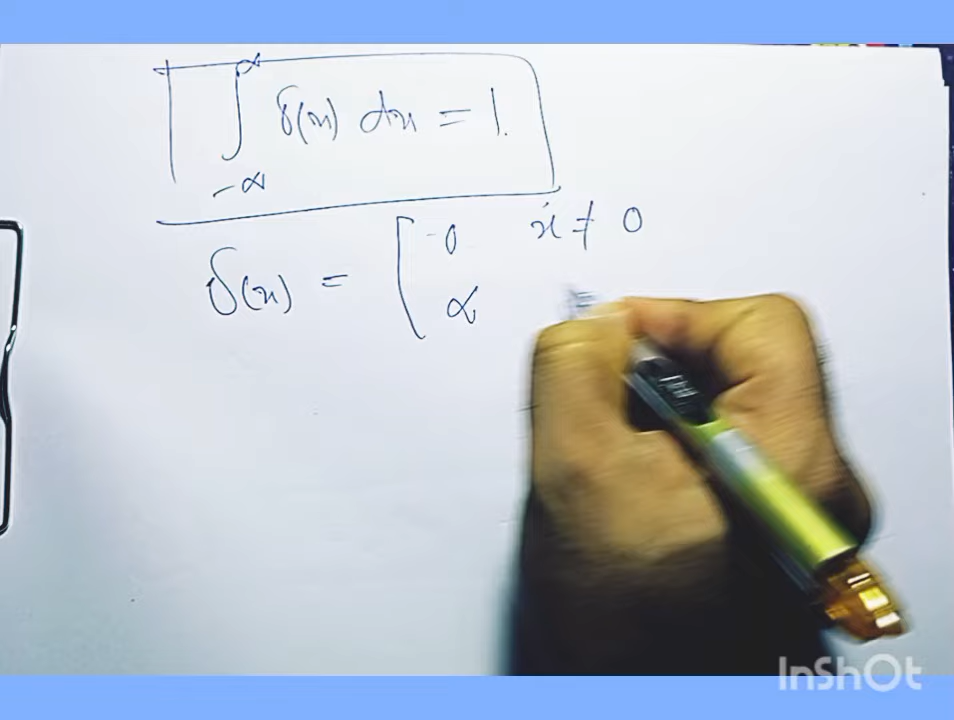 ∫_{-∞}^{∞} δ(x) dx = 1.
δ(x) = [ 0 x ≠ 0
∞
InShOt